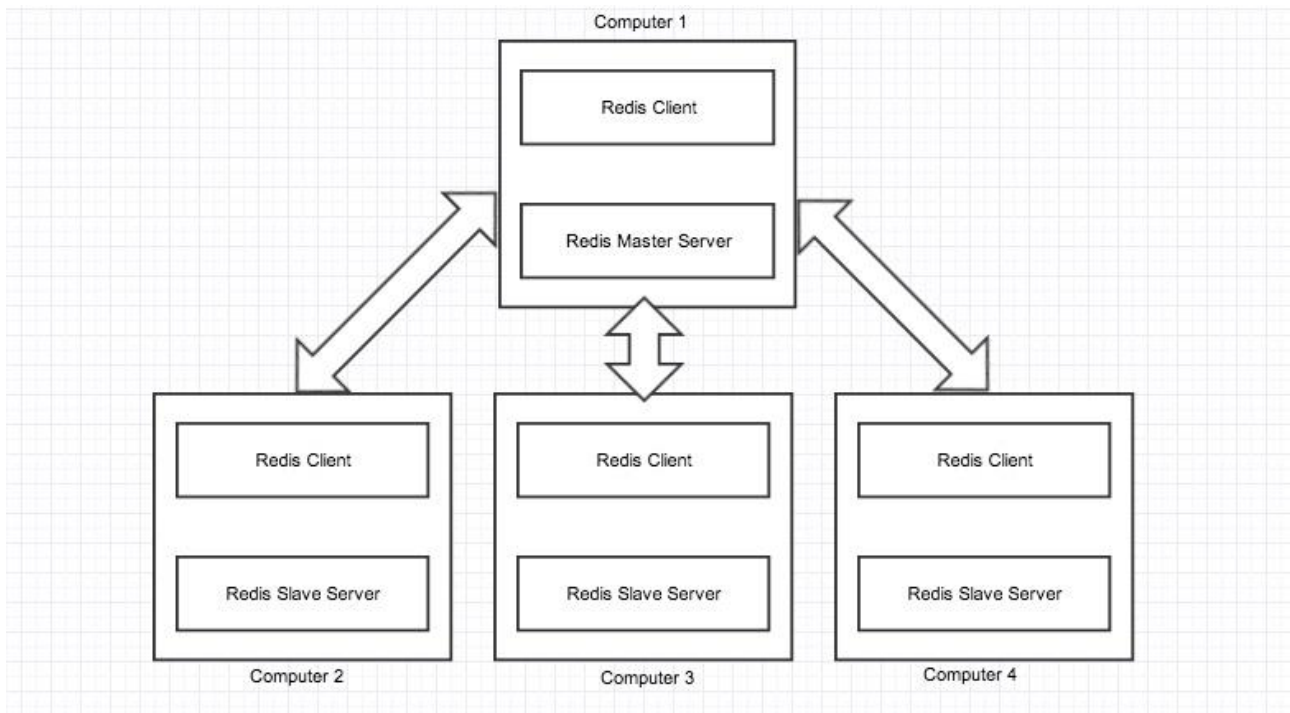 Computer 1
Redis Client
Redis Master Server
Redis Client
Redis Client
Redis Client
Redis Slave Server
Redis Slave Server
Redis Slave Server
Computer 2
Computer 3
Computer 4